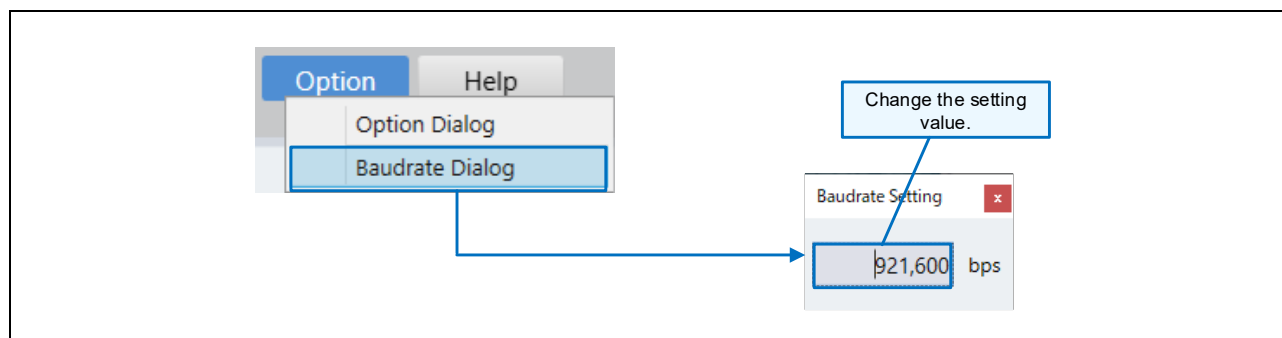 Option Help
Option Dialog
Baudrate Dialog
Change the setting
value.
Baudrate Setting x
921,600 bps